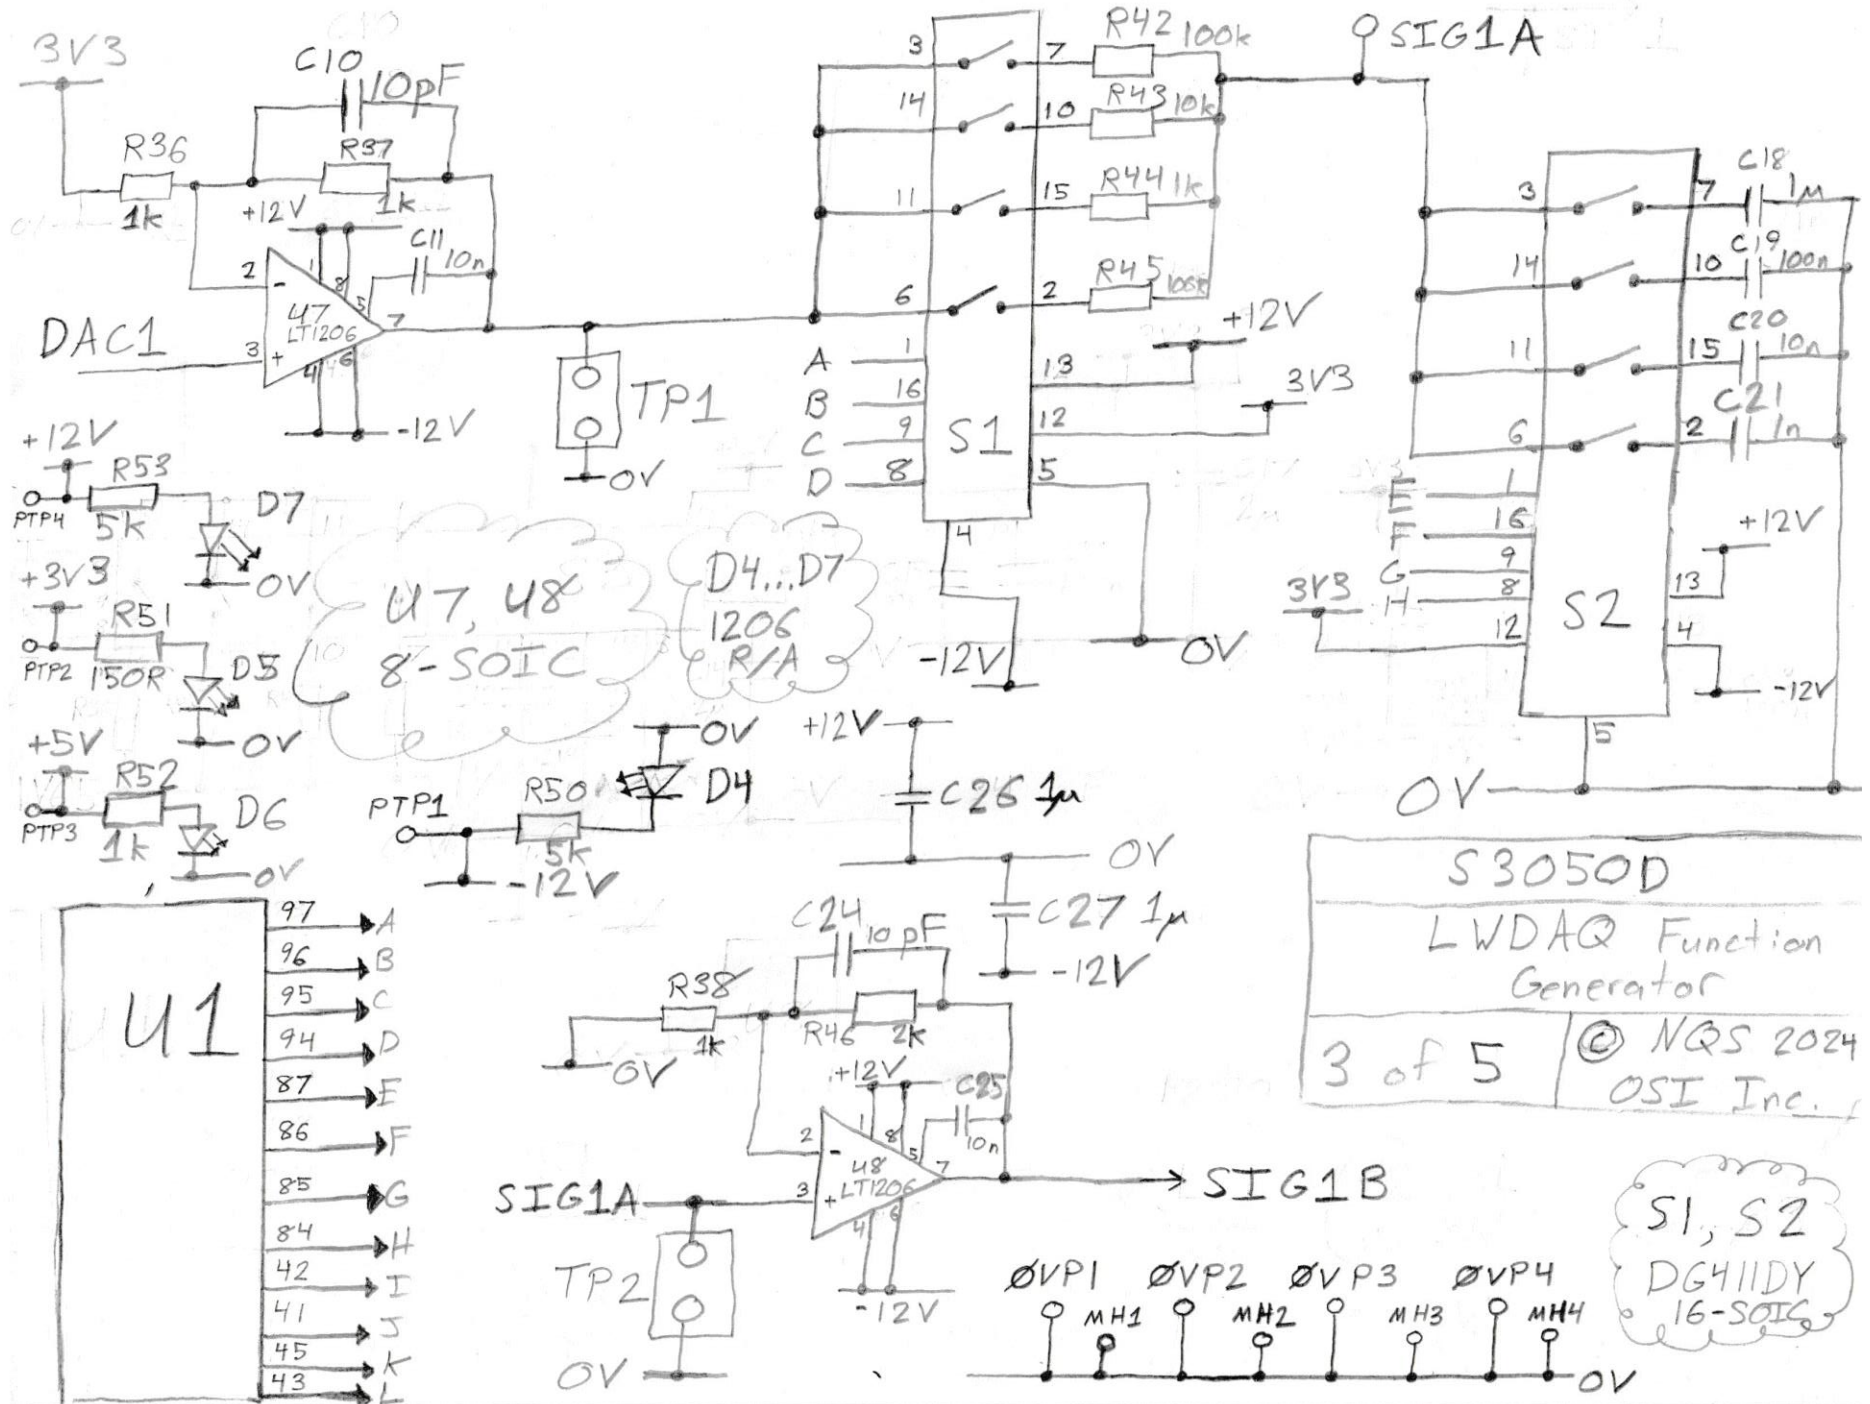 3V3
C10
10pF
R36
1k
R37
1k
+12V
C11
10n
2
-
1
8
5
U7
LT1206
7
3
+
4
6
DAC1
-12V
TP1
0V
3
14
11
6
A
1
B
16
C
9
D
8
S1
7
10
15
2
13
12
5
4
R42
100k
R43
10k
R44
1k
R45
+12V
3V3
-12V
0V
SIG1A
3
14
11
6
E
1
F
16
G
9
H
8
3V3
12
S2
7
10
15
2
C18
1µ
C19
100n
C20
10n
C21
1n
13
+12V
4
-12V
5
0V
+12V
PTP4
R53
5k
D7
0V
+3V3
PTP2
R51
150R
D5
0V
+5V
PTP3
R52
1k
D6
0V
U7, U8
8-SOIC
D4...D7
1206
R/A
PTP1
R50
5k
-12V
0V
D4
+12V
C26 1µ
0V
C27 1µ
-12V
U1
97 A
96 B
95 C
94 D
87 E
86 F
85 G
84 H
42 I
41 J
45 K
43 L
C24
10pF
R38
1k
0V
R46
2k
+12V
C25
10n
2
-
1
8
5
U8
LT1206
7
3
+
4
6
SIG1A
SIG1B
TP2
0V
-12V
S3050D
LWDAQ Function
Generator
3 of 5
© NQS 2024
OSI Inc.
S1, S2
DG411DY
16-SOIC
ØVP1
MH1
ØVP2
MH2
ØVP3
MH3
ØVP4
MH4
0V